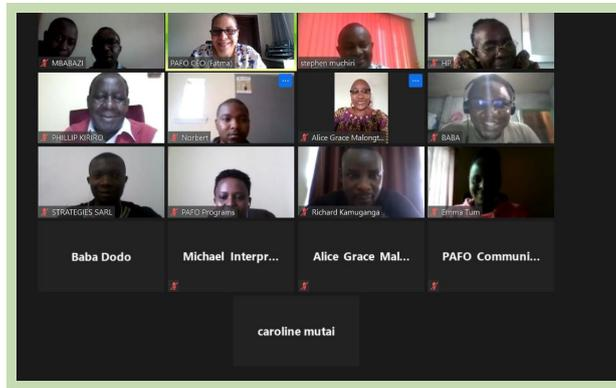 MBABAZI
PAFO CEO (Fatma)
stephen muchiri
HP
PHILLIP KIRIRO
Norbert
Alice Grace Malongt...
BABA
STRATEGIES SARL
PAFO Programs
Richard Kamuganga
Emma Tum
Baba Dodo
Michael Interpr...
Alice Grace Mal...
PAFO Communi...
caroline mutai